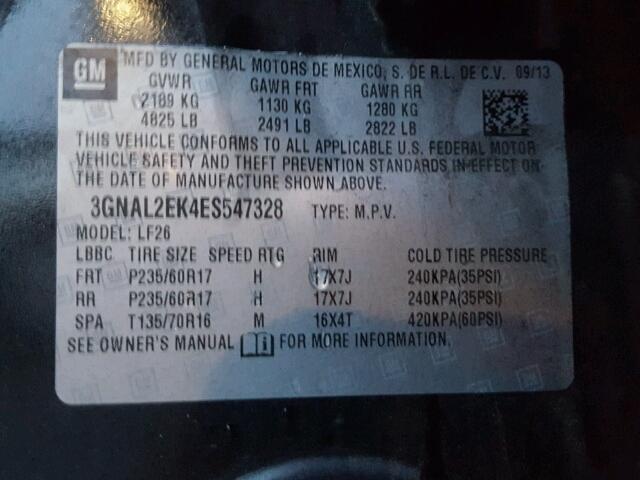 GM
MFD BY GENERAL MOTORS DE MEXICO, S. DE R.L. DE C.V. 09/13
GVWR GAWR FRT GAWR RR
2189 KG 1130 KG 1280 KG
4825 LB 2491 LB 2822 LB
THIS VEHICLE CONFORMS TO ALL APPLICABLE U.S. FEDERAL MOTOR
VEHICLE SAFETY AND THEFT PREVENTION STANDARDS IN EFFECT ON
THE DATE OF MANUFACTURE SHOWN ABOVE.
3GNAL2EK4ES547328 TYPE: M.P.V.
MODEL: LF26
LBBC TIRE SIZE SPEED RTG RIM COLD TIRE PRESSURE
FRT P235/60R17 H 17X7J 240KPA(35PSI)
RR P235/60R17 H 17X7J 240KPA(35PSI)
SPA T135/70R16 M 16X4T 420KPA(60PSI)
SEE OWNER'S MANUAL i FOR MORE INFORMATION.